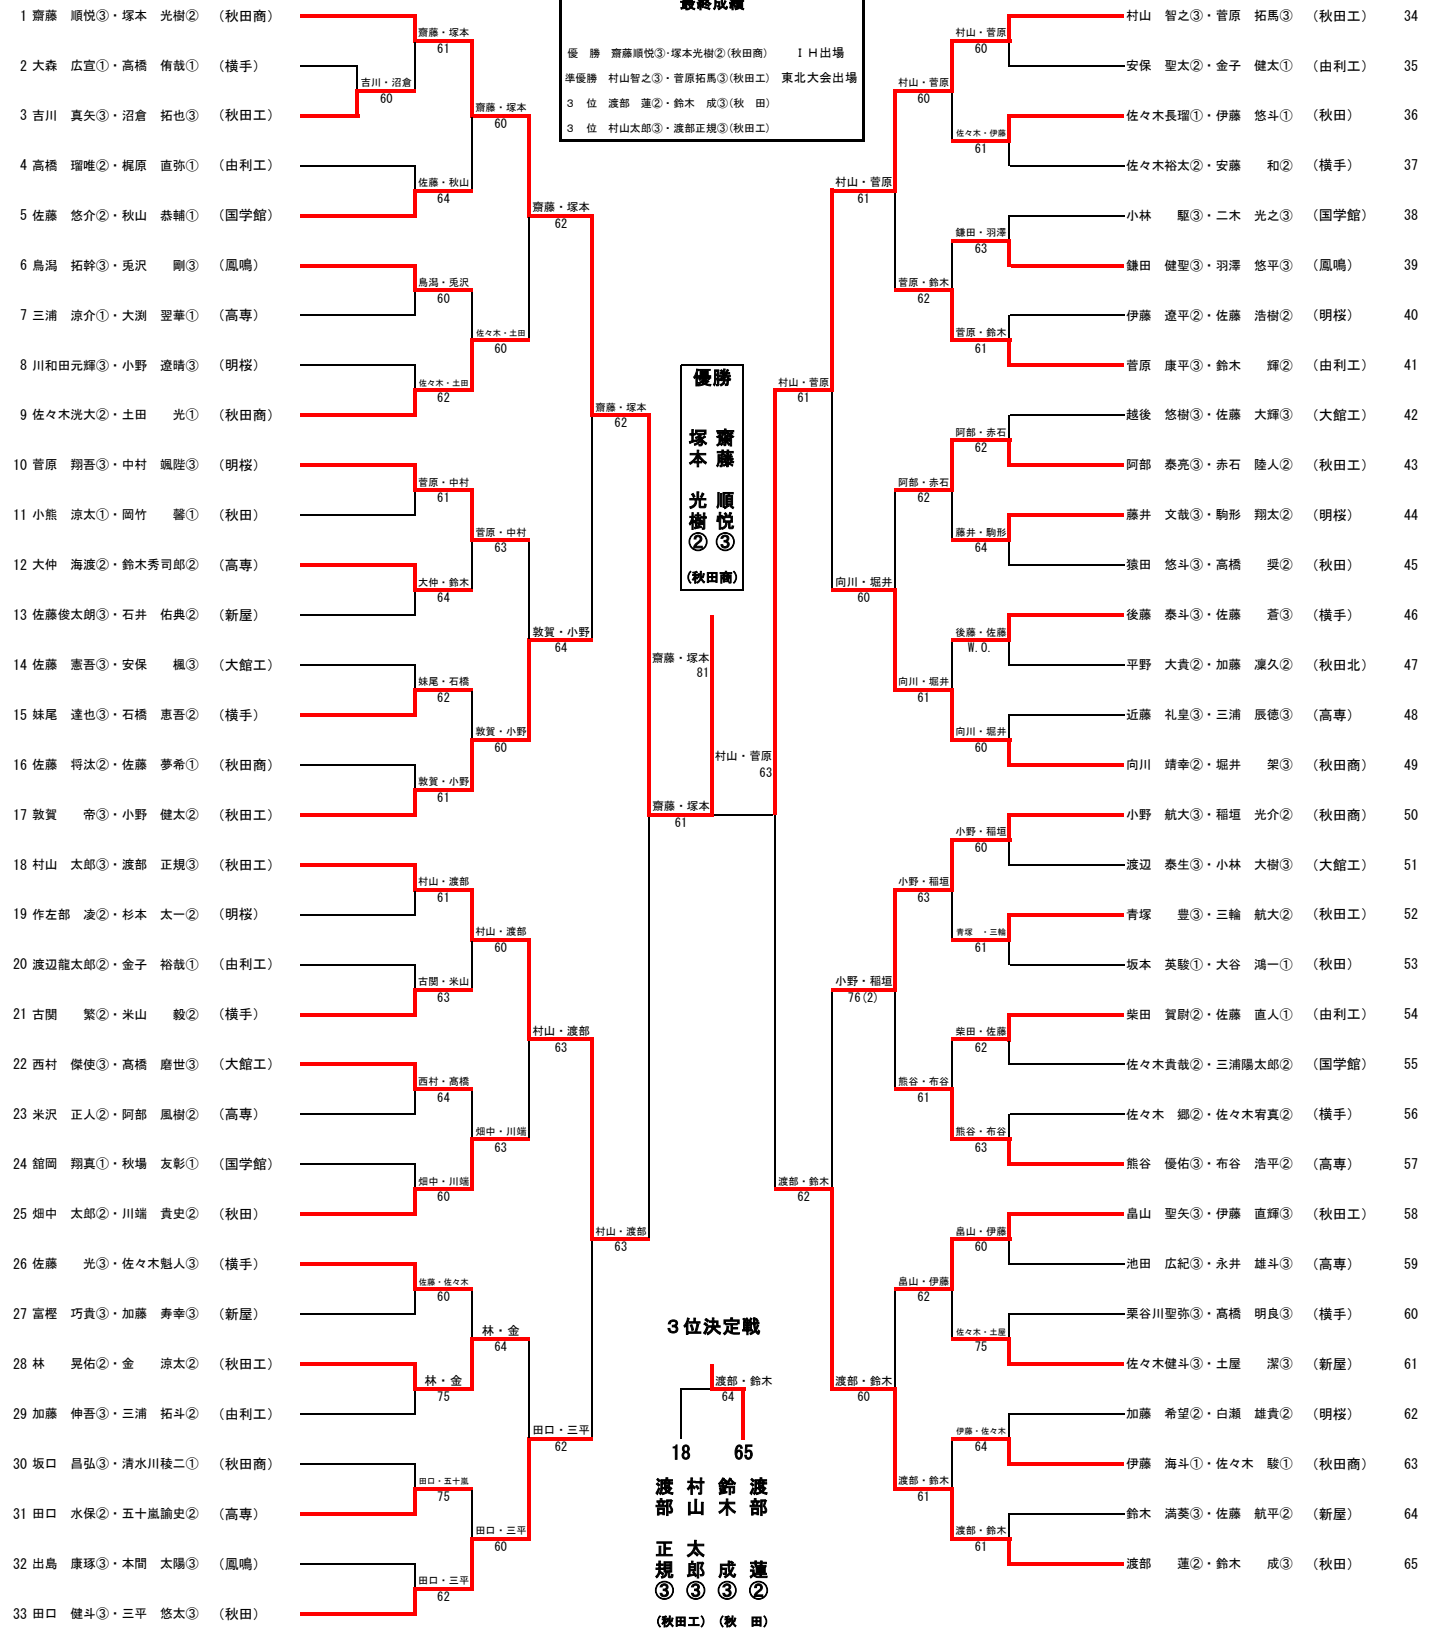 最終成績
優　勝　齋藤順悦③・塚本光樹②(秋田商)　ＩＨ出場
準優勝　村山智之③・菅原拓馬③(秋田工)　東北大会出場
３　位　渡部　蓮②・鈴木　成③(秋　田)
３　位　村山太郎③・渡部正規③(秋田工)
1 齋藤　順悦③・塚本　光樹②　(秋田商)
2 大森　広宣①・高橋　侑哉①　(横手)
3 吉川　真矢③・沼倉　拓也③　(秋田工)
4 高橋　瑠唯②・梶原　直弥①　(由利工)
5 佐藤　悠介②・秋山　恭輔①　(国学館)
6 鳥潟　拓幹③・兎沢　剛③　(鳳鳴)
7 三浦　涼介①・大渕　翌華①　(高専)
8 川和田元輝③・小野　遼晴③　(明桜)
9 佐々木洸大②・土田　光①　(秋田商)
10 菅原　翔吾③・中村　颯陸③　(明桜)
11 小熊　涼太①・岡竹　馨①　(秋田)
12 大仲　海渡②・鈴木秀司郎②　(高専)
13 佐藤俊太朗③・石井　佑典②　(新屋)
14 佐藤　憲吾③・安保　楓③　(大館工)
15 妹尾　達也③・石橋　恵吾②　(横手)
16 佐藤　将汰②・佐藤　夢希①　(秋田商)
17 敦賀　帝③・小野　健太②　(秋田工)
18 村山　太郎③・渡部　正規③　(秋田工)
19 作左部　凌②・杉本　太一②　(明桜)
20 渡辺龍太郎②・金子　裕哉①　(由利工)
21 古関　繁②・米山　毅②　(横手)
22 西村　傑使③・髙橋　磨世③　(大館工)
23 米沢　正人②・阿部　風樹②　(高専)
24 舘岡　翔真①・秋場　友彰①　(国学館)
25 畑中　太郎②・川端　貴史②　(秋田)
26 佐藤　光③・佐々木魁人③　(横手)
27 富樫　巧貴③・加藤　寿幸③　(新屋)
28 林　晃佑②・金　涼太②　(秋田工)
29 加藤　伸吾③・三浦　拓斗②　(由利工)
30 坂口　昌弘③・清水川稜二①　(秋田商)
31 田口　水保②・五十嵐諭史②　(高専)
32 出島　康琢③・本間　太陽③　(鳳鳴)
33 田口　健斗③・三平　悠太③　(秋田)
齋藤・塚本
61
吉川・沼倉
60
齋藤・塚本
60
佐藤・秋山
64
齋藤・塚本
62
鳥潟・兎沢
60
佐々木・土田
60
佐々木・土田
62
齋藤・塚本
62
菅原・中村
61
菅原・中村
63
大仲・鈴木
64
敦賀・小野
64
妹尾・石橋
62
敦賀・小野
60
敦賀・小野
61
齋藤・塚本
61
村山・渡部
61
村山・渡部
60
古関・米山
63
村山・渡部
63
西村・髙橋
64
畑中・川端
63
畑中・川端
60
村山・渡部
63
佐藤・佐々木
60
林・金
64
林・金
75
田口・三平
62
田口・五十嵐
75
田口・三平
60
田口・三平
62
優勝
齋藤　順悦③
塚本　光樹②
(秋田商)
齋藤・塚本
81
村山・菅原
63
３位決定戦
渡部・鈴木
64
18　65
渡部　蓮②
鈴木　成③
(秋　田)
村山　太郎③
渡部　正規③
(秋田工)
村山・菅原
60
村山・菅原
60
佐々木・伊藤
61
村山・菅原
61
鎌田・羽澤
63
菅原・鈴木
62
菅原・鈴木
61
村山・菅原
61
阿部・赤石
62
阿部・赤石
62
藤井・駒形
64
向川・堀井
60
後藤・佐藤
W.O.
向川・堀井
61
向川・堀井
60
小野・稲垣
60
小野・稲垣
63
青塚　・三輪
61
小野・稲垣
76(2)
柴田・佐藤
62
熊谷・布谷
61
熊谷・布谷
63
渡部・鈴木
62
畠山・伊藤
60
畠山・伊藤
62
佐々木・土屋
75
渡部・鈴木
60
伊藤・佐々木
64
渡部・鈴木
61
渡部・鈴木
61
村山　智之③・菅原　拓馬③　(秋田工)　34
安保　聖太②・金子　健太①　(由利工)　35
佐々木長瑠①・伊藤　悠斗①　(秋田)　36
佐々木裕太②・安藤　和②　(横手)　37
小林　駆③・二木　光之③　(国学館)　38
鎌田　健聖③・羽澤　悠平③　(鳳鳴)　39
伊藤　遼平②・佐藤　浩樹②　(明桜)　40
菅原　康平③・鈴木　輝②　(由利工)　41
越後　悠樹③・佐藤　大輝③　(大館工)　42
阿部　泰亮③・赤石　陸人②　(秋田工)　43
藤井　文哉③・駒形　翔太②　(明桜)　44
猿田　悠斗③・高橋　奨②　(秋田)　45
後藤　泰斗③・佐藤　蒼③　(横手)　46
平野　大貴②・加藤　凜久②　(秋田北)　47
近藤　礼皇③・三浦　辰徳③　(高専)　48
向川　靖幸②・堀井　架③　(秋田商)　49
小野　航大③・稲垣　光介②　(秋田商)　50
渡辺　泰生③・小林　大樹③　(大館工)　51
青塚　豊③・三輪　航大②　(秋田工)　52
坂本　英駿①・大谷　鴻一①　(秋田)　53
柴田　賀尉②・佐藤　直人①　(由利工)　54
佐々木貴哉②・三浦陽太郎②　(国学館)　55
佐々木　郷②・佐々木宥真②　(横手)　56
熊谷　優佑③・布谷　浩平②　(高専)　57
畠山　聖矢③・伊藤　直輝③　(秋田工)　58
池田　広紀③・永井　雄斗③　(高専)　59
栗谷川聖弥③・髙橋　明良③　(横手)　60
佐々木健斗③・土屋　潔③　(新屋)　61
加藤　希望②・白瀬　雄貴②　(明桜)　62
伊藤　海斗①・佐々木　駿①　(秋田商)　63
鈴木　満葵③・佐藤　航平②　(新屋)　64
渡部　蓮②・鈴木　成③　(秋田)　65